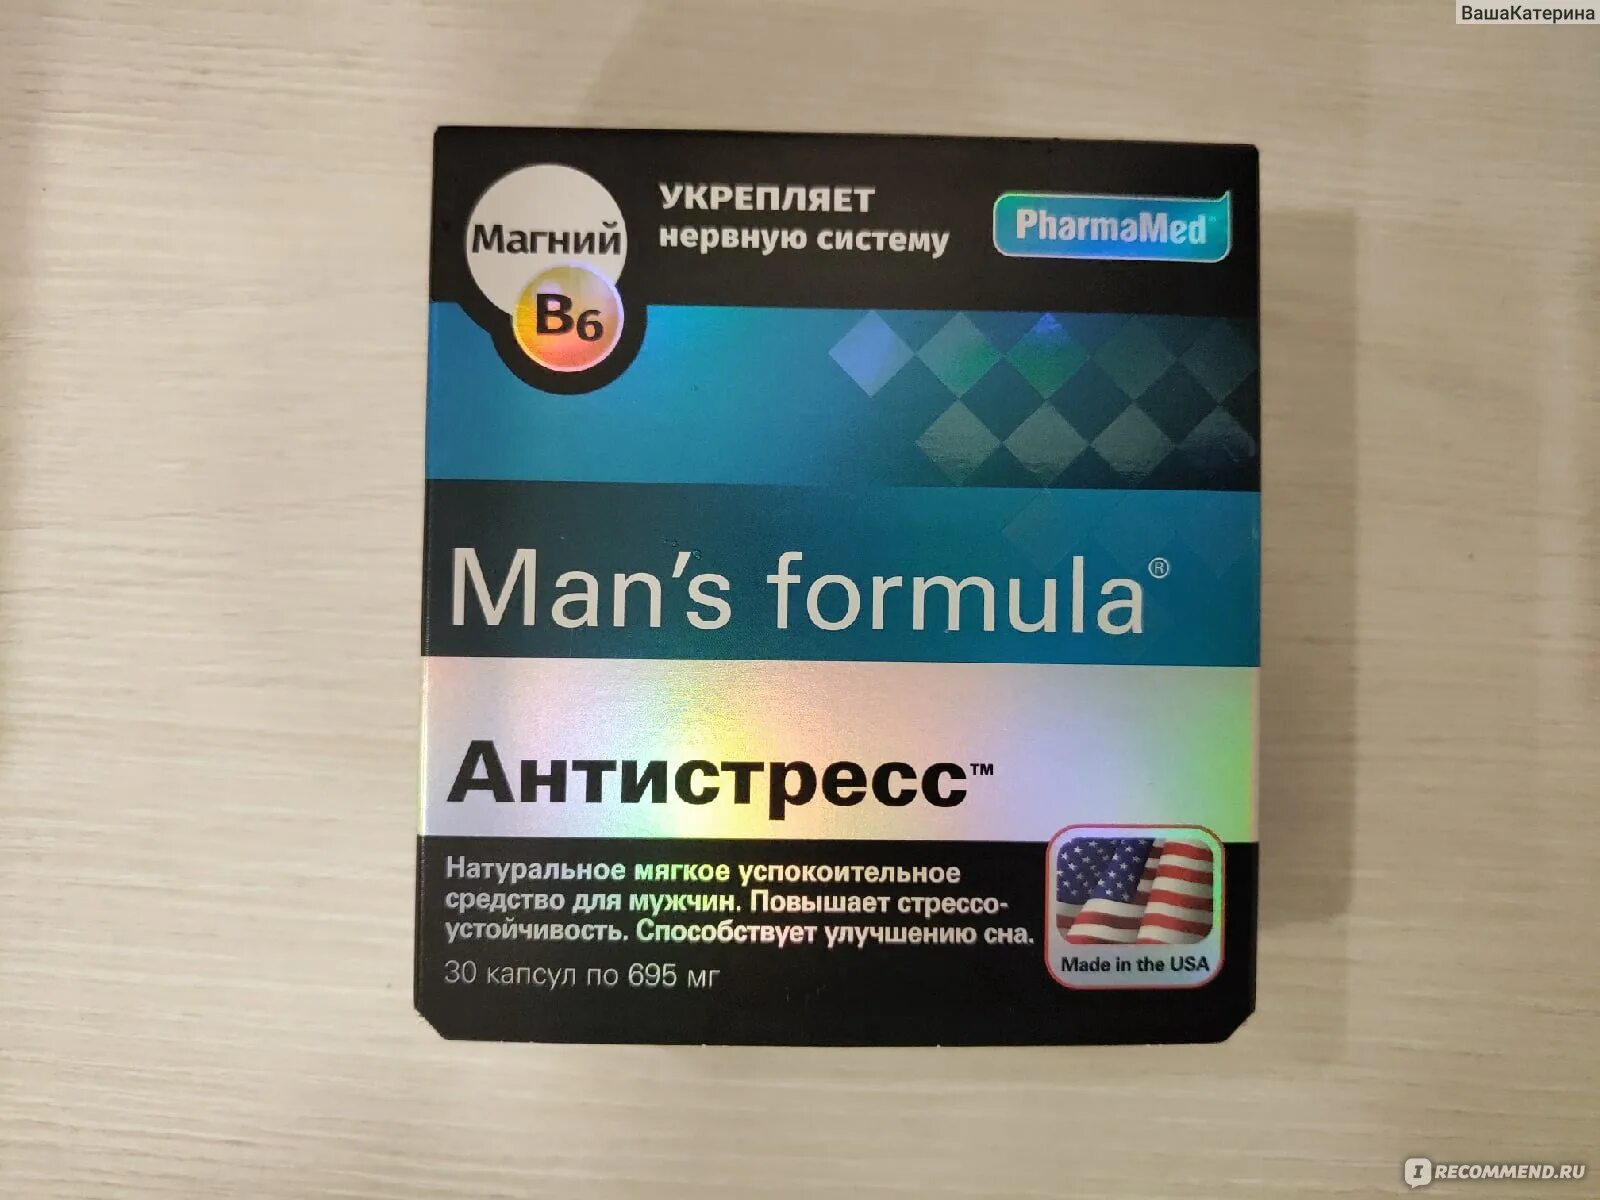 ВашаКатерина
Магний
B6
УКРЕПЛЯЕТ
нервную систему
PharmaMed®
Man's formula®
Антистресс™
Натуральное мягкое успокоительное
средство для мужчин. Повышает стрессо-
устойчивость. Способствует улучшению сна.
30 капсул по 695 мг
Made in the USA
IRECOMMEND.RU